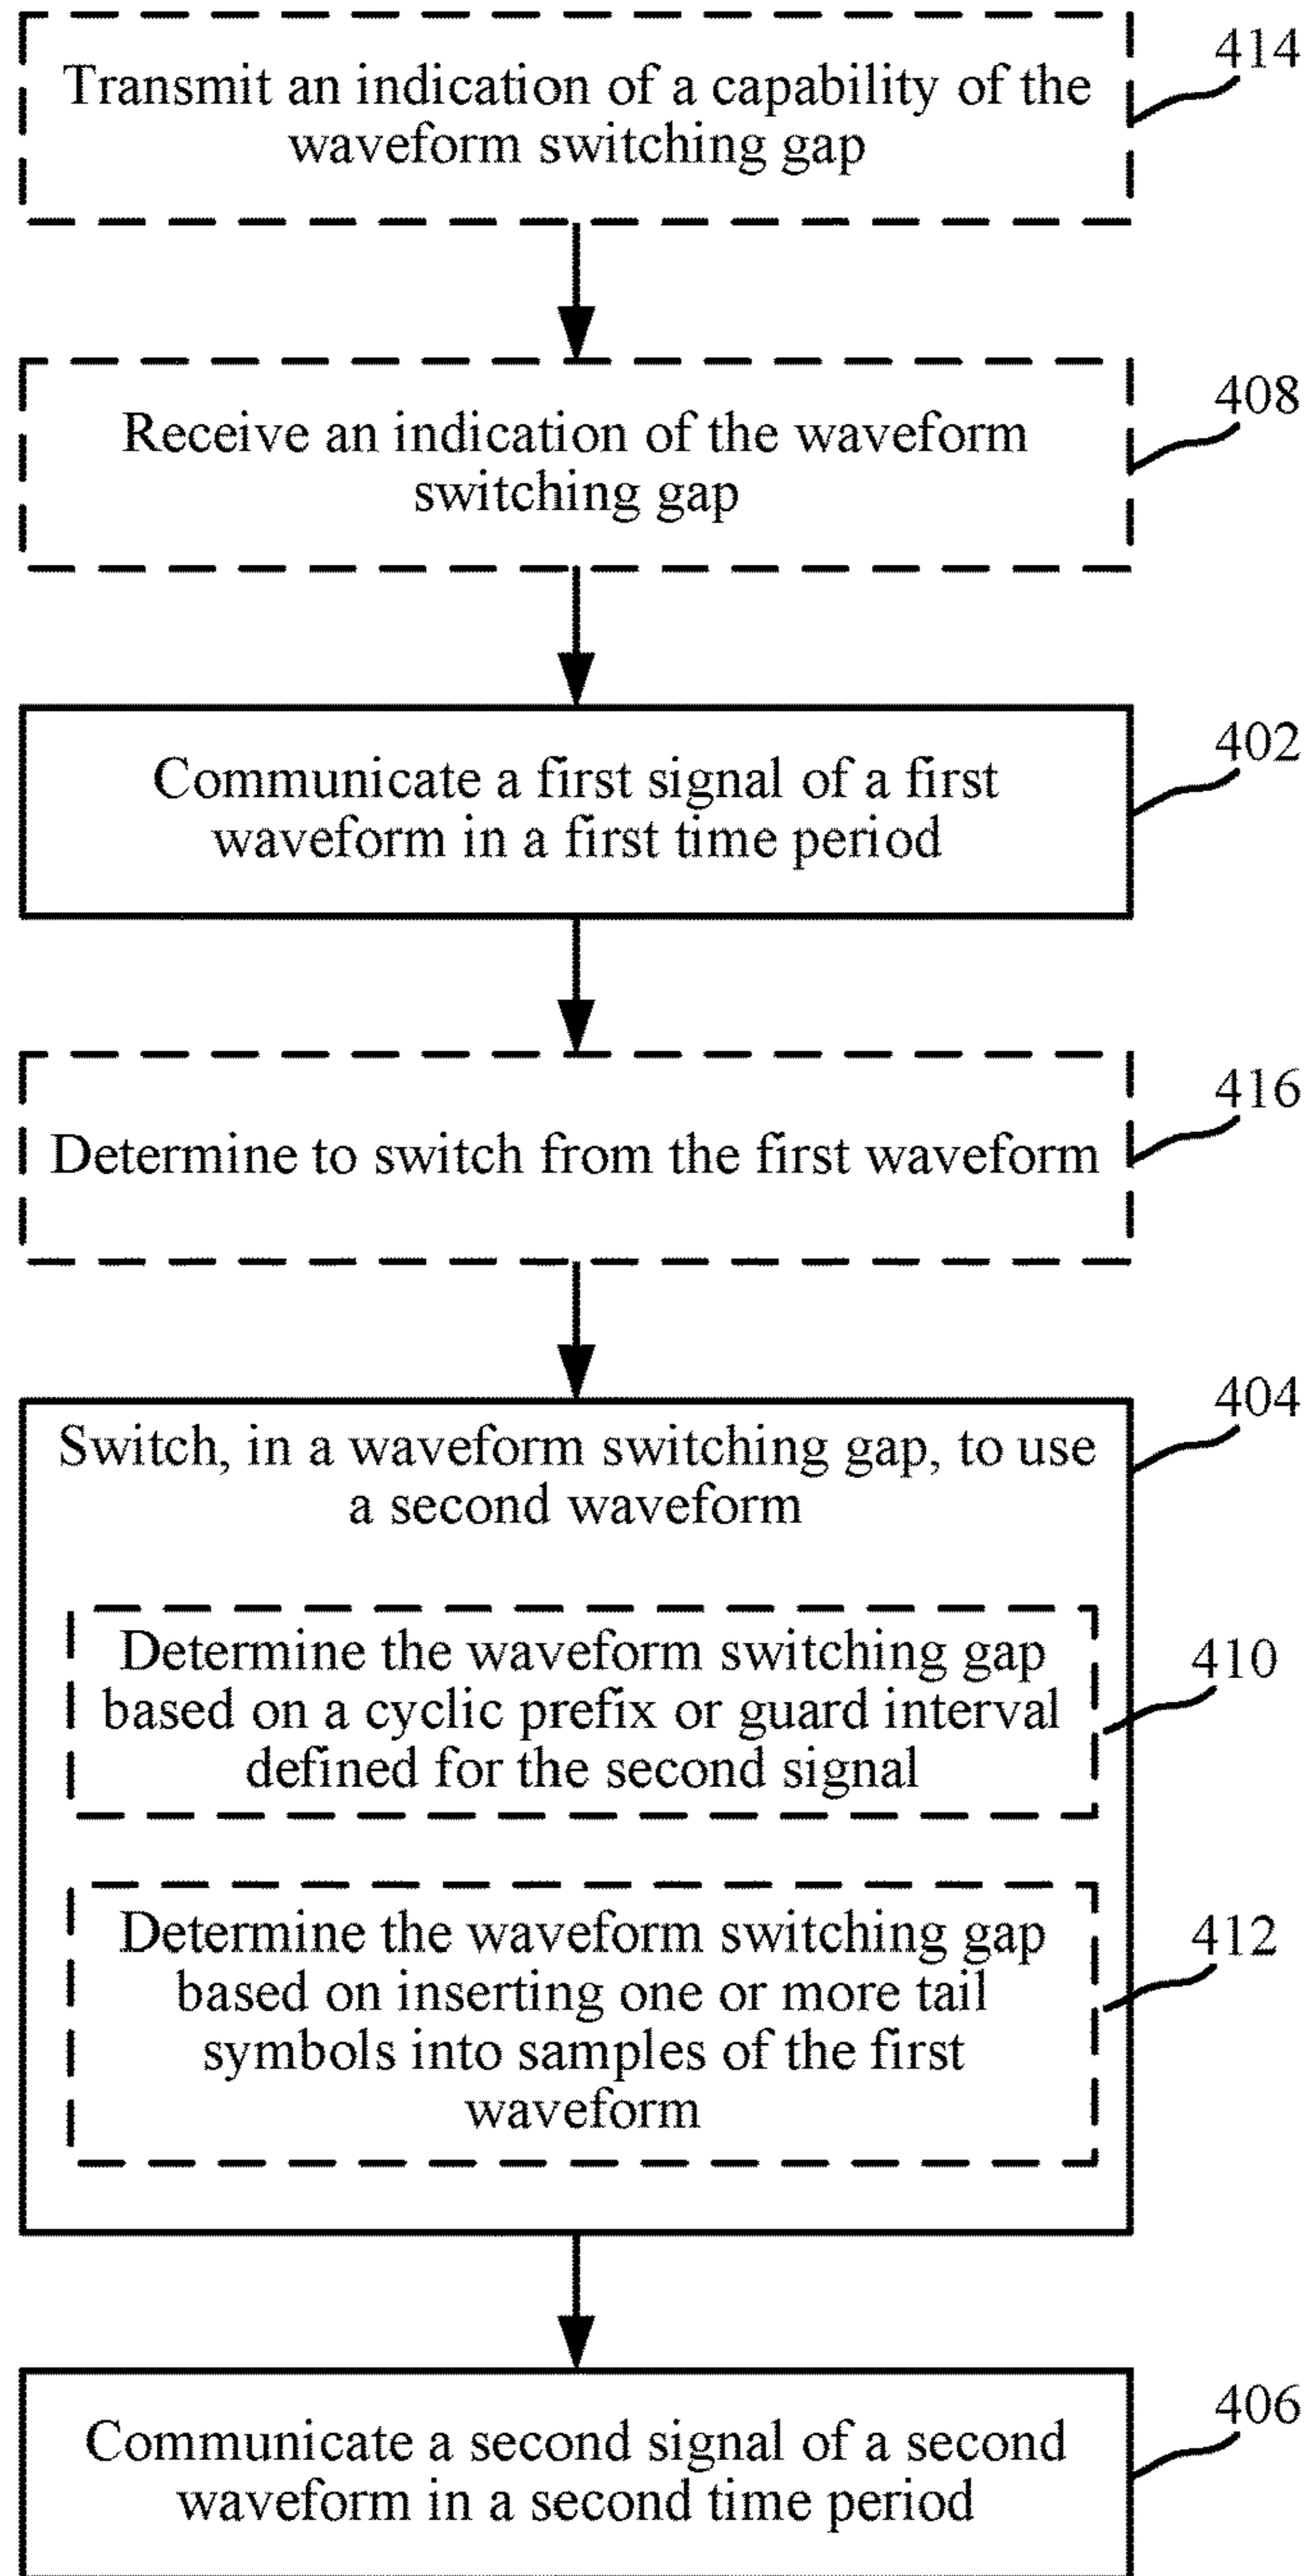 414
Transmit an indication of a capability of the
waveform switching gap
408
Receive an indication of the waveform
switching gap
402
Communicate a first signal of a first
waveform in a first time period
416
Determine to switch from the first waveform
404
Switch, in a waveform switching gap, to use
a second waveform
Determine the waveform switching gap
based on a cyclic prefix or guard interval
defined for the second signal
410
Determine the waveform switching gap
based on inserting one or more tail
symbols into samples of the first
waveform
412
406
Communicate a second signal of a second
waveform in a second time period